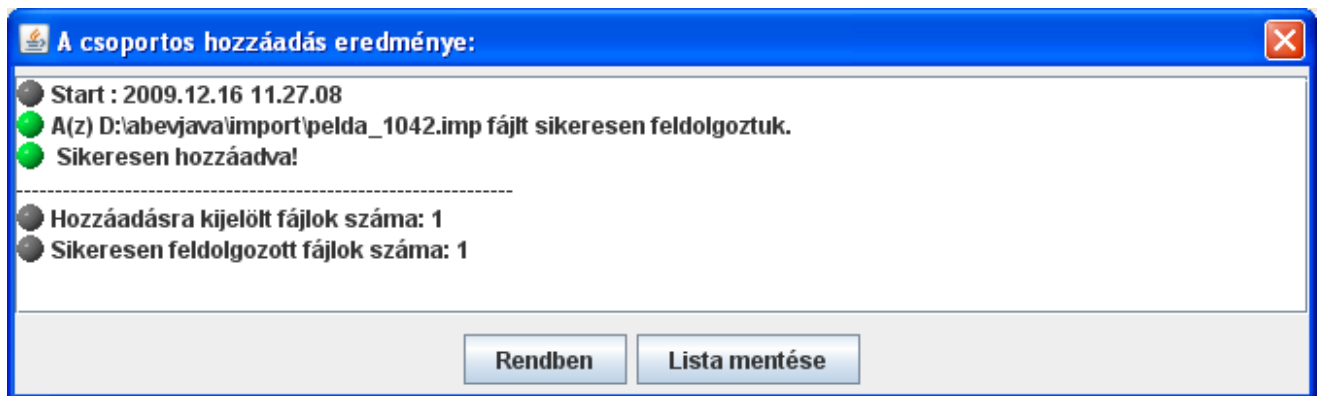 A csoportos hozzáadás eredménye:
Start : 2009.12.16 11.27.08
A(z) D:\abevjava\import\pelda_1042.imp fájlt sikeresen feldolgoztuk.
Sikeresen hozzáadva!
----------------------------------------------------------------
Hozzáadásra kijelölt fájlok száma: 1
Sikeresen feldolgozott fájlok száma: 1
Rendben Lista mentése